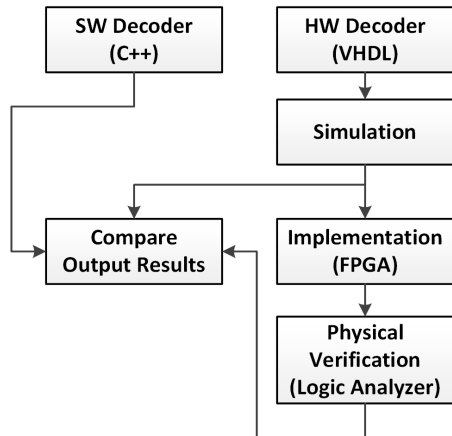 SW Decoder
(C++)
HW Decoder
(VHDL)
Simulation
Compare
Output Results
Implementation
(FPGA)
Physical
Verification
(Logic Analyzer)